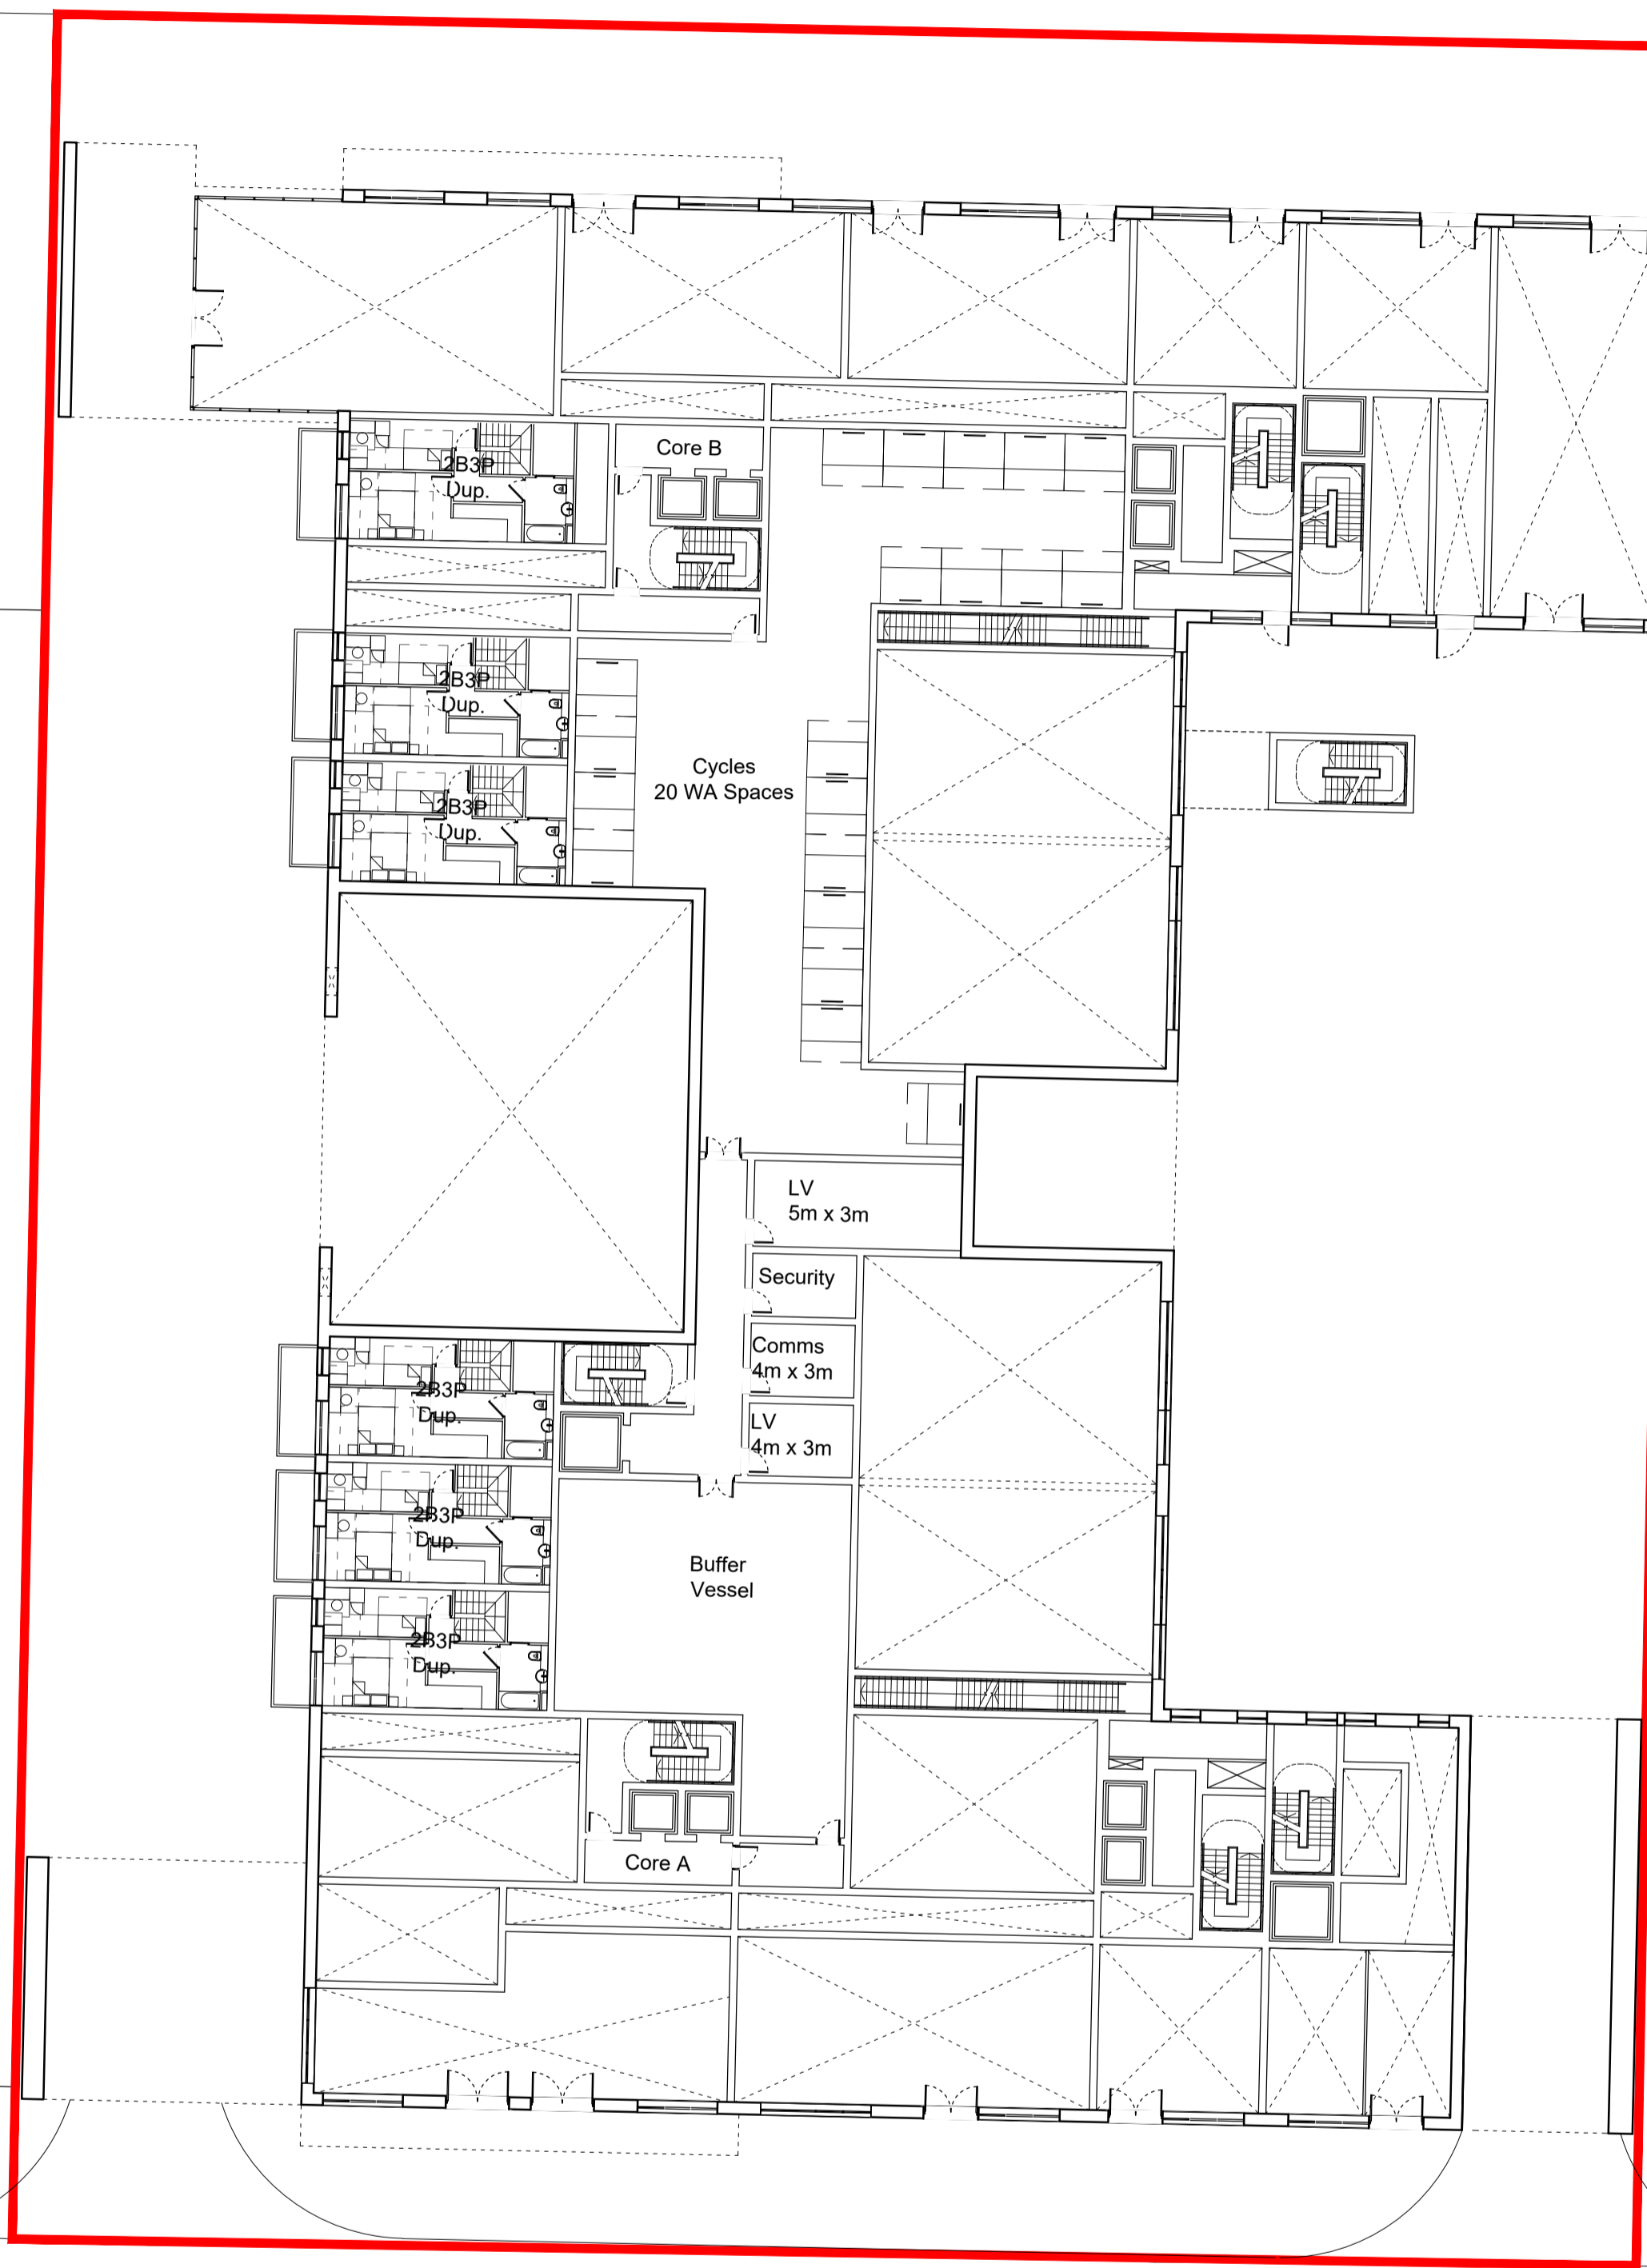 Core B
2B3P
Dup.
2B3P
Dup.
Cycles
20 WA Spaces
2B3P
Dup.
LV
5m x 3m
Security
Comms
4m x 3m
2B3P
Dup.
LV
4m x 3m
2B3P
Dup.
Buffer
Vessel
2B3P
Dup.
Core A